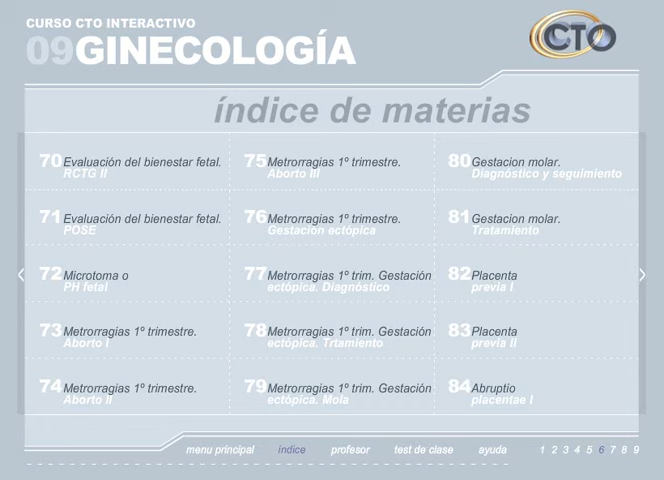 CURSO CTO INTERACTIVO
09GINECOLOGÍA
CTO
índice de materias
70 Evaluación del bienestar fetal.
RCTG II
71 Evaluación del bienestar fetal.
POSE
72 Microtoma o
PH fetal
73 Metrorragias 1º trimestre.
Aborto I
74 Metrorragias 1º trimestre.
Aborto II
75 Metrorragias 1º trimestre.
Aborto III
76 Metrorragias 1º trimestre.
Gestación ectópica
77 Metrorragias 1º trim. Gestación
ectópica. Diagnóstico
78 Metrorragias 1º trim. Gestación
ectópica. Trtamiento
79 Metrorragias 1º trim. Gestación
ectópica. Mola
80 Gestacion molar.
Diagnóstico y seguimiento
81 Gestacion molar.
Tratamiento
82 Placenta
previa I
83 Placenta
previa II
84 Abruptio
placentae I
menu principal índice profesor test de clase ayuda 1 2 3 4 5 6 7 8 9